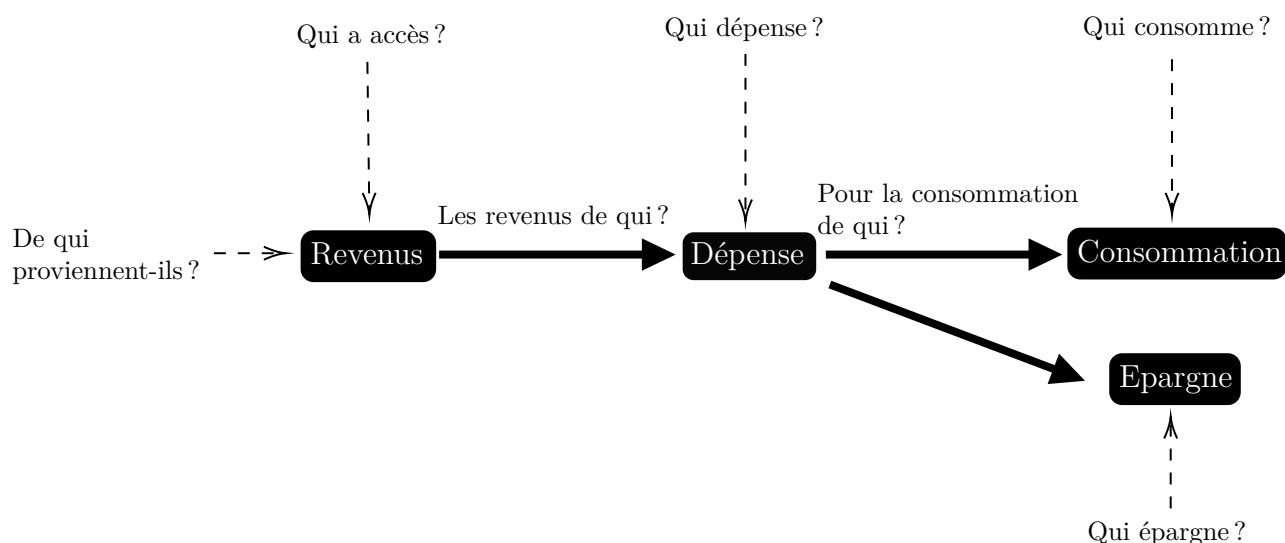 Qui a accès ?
Qui dépense ?
Qui consomme ?
Les revenus de qui ?
Pour la consommation
de qui ?
De qui
proviennent-ils ?
Revenus
Dépense
Consommation
Epargne
Qui épargne ?